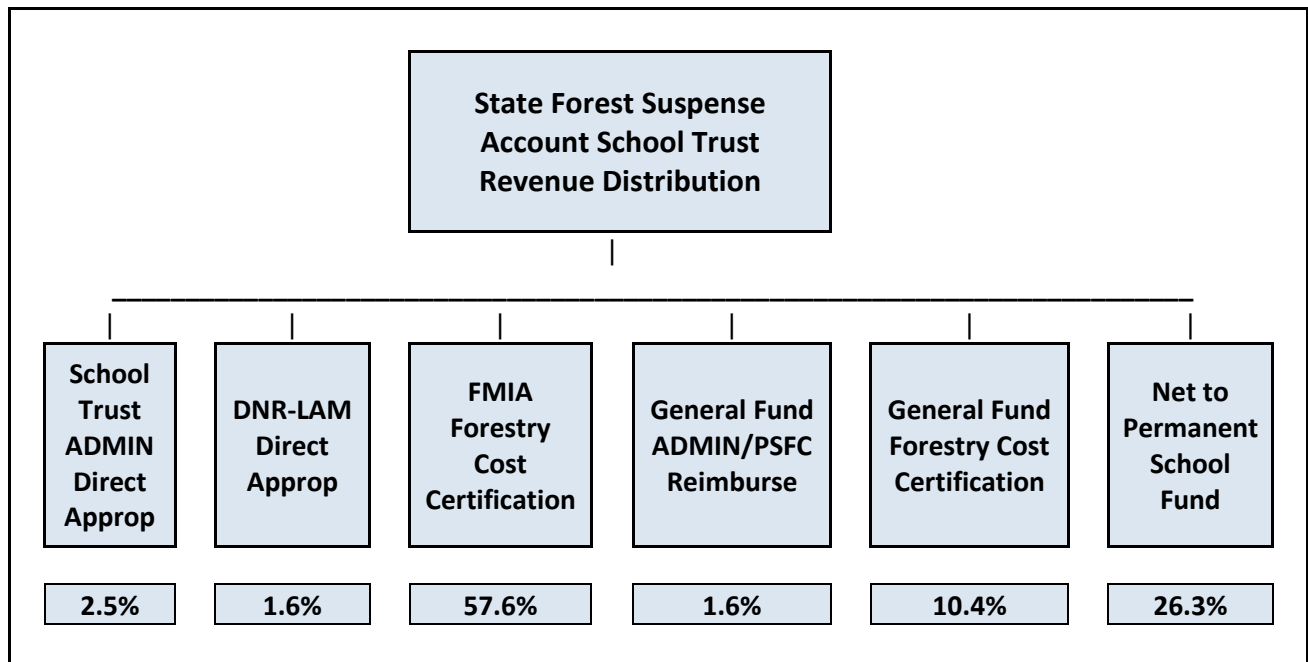 State Forest Suspense
Account School Trust
Revenue Distribution
School
Trust
ADMIN
Direct
Approp
DNR-LAM
Direct
Approp
FMIA
Forestry
Cost
Certification
General Fund
ADMIN/PSFC
Reimburse
General Fund
Forestry Cost
Certification
Net to
Permanent
School
Fund
2.5%
1.6%
57.6%
1.6%
10.4%
26.3%